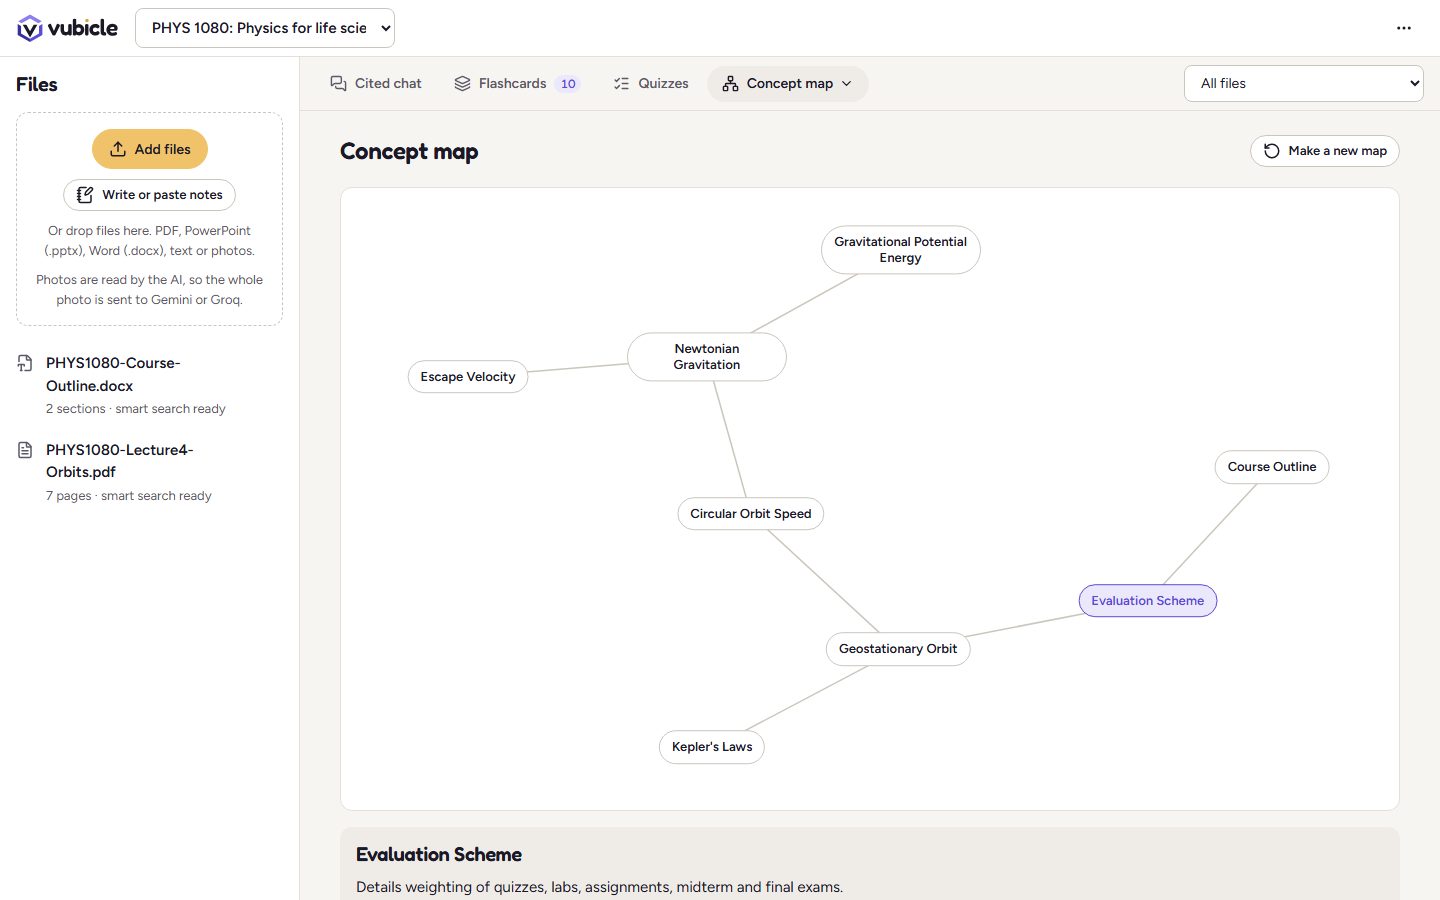 vubicle
PHYS 1080: Physics for life scie
Files
Add files
Write or paste notes
Or drop files here. PDF, PowerPoint
(.pptx), Word (.docx), text or photos.
Photos are read by the AI, so the whole
photo is sent to Gemini or Groq.
PHYS1080-Course-
Outline.docx
2 sections · smart search ready
PHYS1080-Lecture4-
Orbits.pdf
7 pages · smart search ready
Cited chat
Flashcards 10
Quizzes
Concept map
All files
Concept map
Make a new map
Gravitational Potential
Energy
Newtonian
Gravitation
Escape Velocity
Course Outline
Circular Orbit Speed
Evaluation Scheme
Geostationary Orbit
Kepler's Laws
Evaluation Scheme
Details weighting of quizzes, labs, assignments, midterm and final exams.